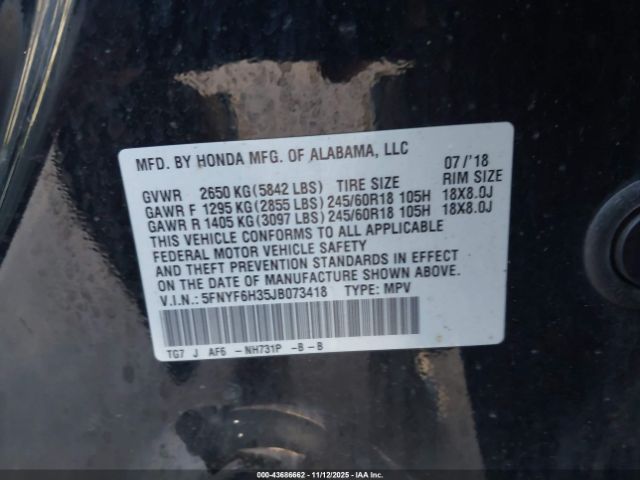 MFD. BY HONDA MFG. OF ALABAMA, LLC 07/'18
GVWR 2650 KG (5842 LBS) TIRE SIZE RIM SIZE
GAWR F 1295 KG (2855 LBS) 245/60R18 105H 18X8.0J
GAWR R 1405 KG (3097 LBS) 245/60R18 105H 18X8.0J
THIS VEHICLE CONFORMS TO ALL APPLICABLE
FEDERAL MOTOR VEHICLE SAFETY
AND THEFT PREVENTION STANDARDS IN EFFECT
ON THE DATE OF MANUFACTURE SHOWN ABOVE.
V.I.N.: 5FNYF6H35JB073418 TYPE: MPV
TG7 J AF6 -NH731P -B-B
000-43686662 - 11/12/2025 - IAA Inc.